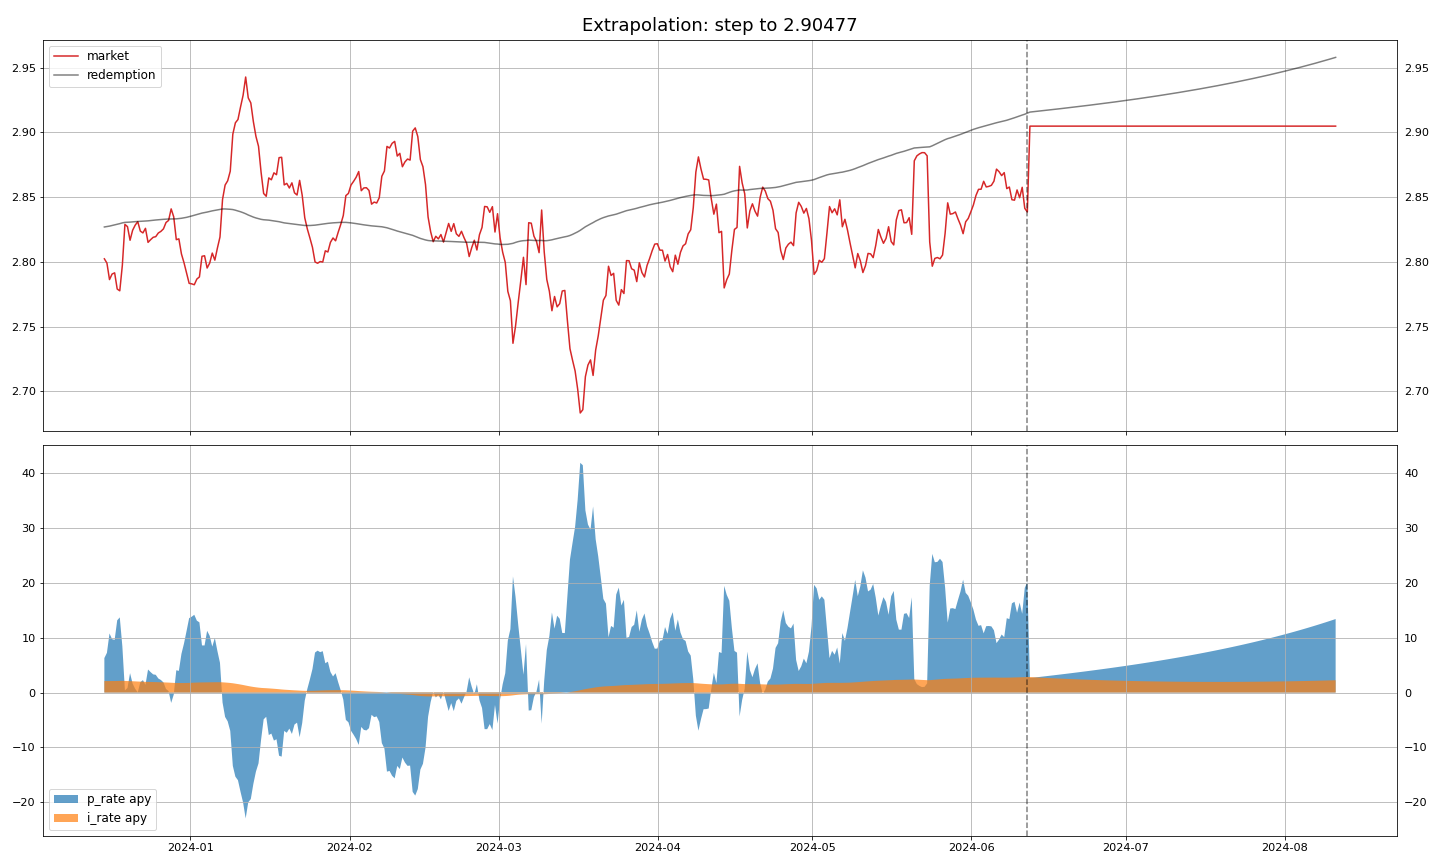 Extrapolation: step to 2.90477
market
redemption
2.95 2.95
2.90 2.90
2.85 2.85
2.80 2.80
2.75 2.75
2.70 2.70
40 40
30 30
20 20
10 10
0 0
−10 −10
−20 −20
p_rate apy
i_rate apy
2024-01 2024-02 2024-03 2024-04 2024-05 2024-06 2024-07 2024-08